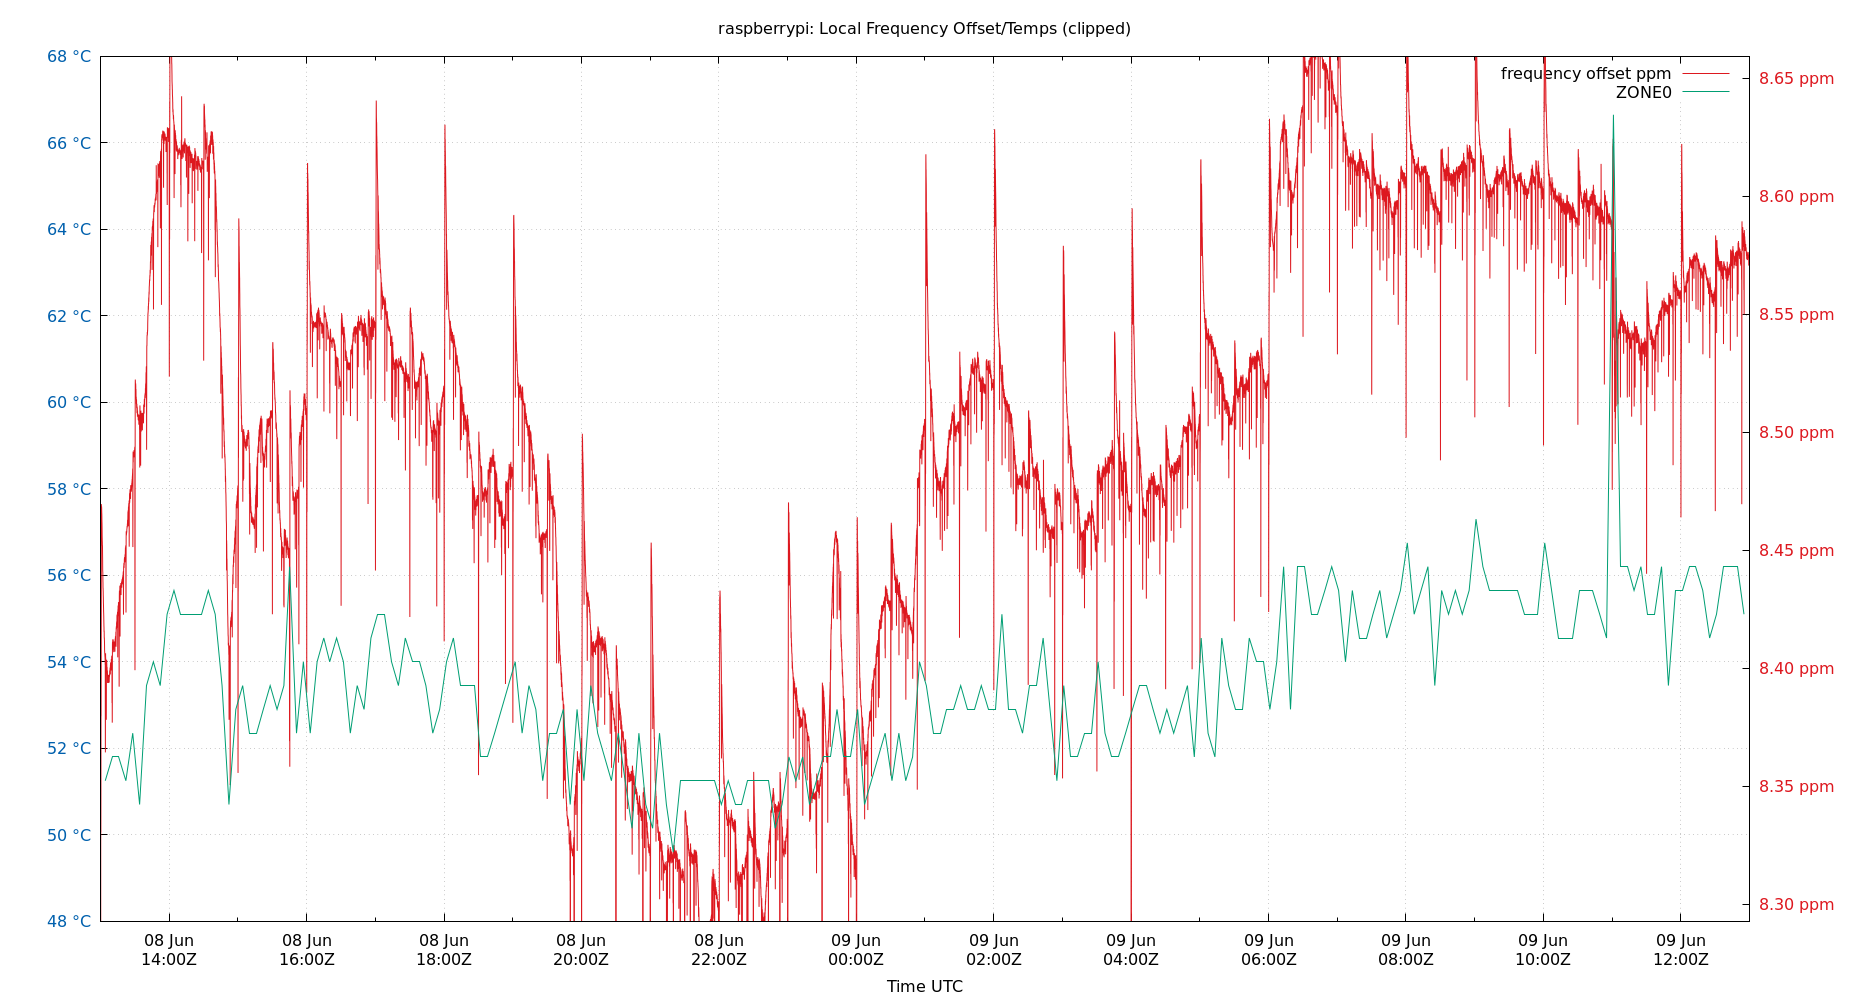 raspberrypi: Local Frequency Offset/Temps (clipped)
68 °C
66 °C
64 °C
62 °C
60 °C
58 °C
56 °C
54 °C
52 °C
50 °C
48 °C
frequency offset ppm
ZONE0
8.65 ppm
8.60 ppm
8.55 ppm
8.50 ppm
8.45 ppm
8.40 ppm
8.35 ppm
8.30 ppm
08 Jun
14:00Z
08 Jun
16:00Z
08 Jun
18:00Z
08 Jun
20:00Z
08 Jun
22:00Z
09 Jun
00:00Z
09 Jun
02:00Z
09 Jun
04:00Z
09 Jun
06:00Z
09 Jun
08:00Z
09 Jun
10:00Z
09 Jun
12:00Z
Time UTC